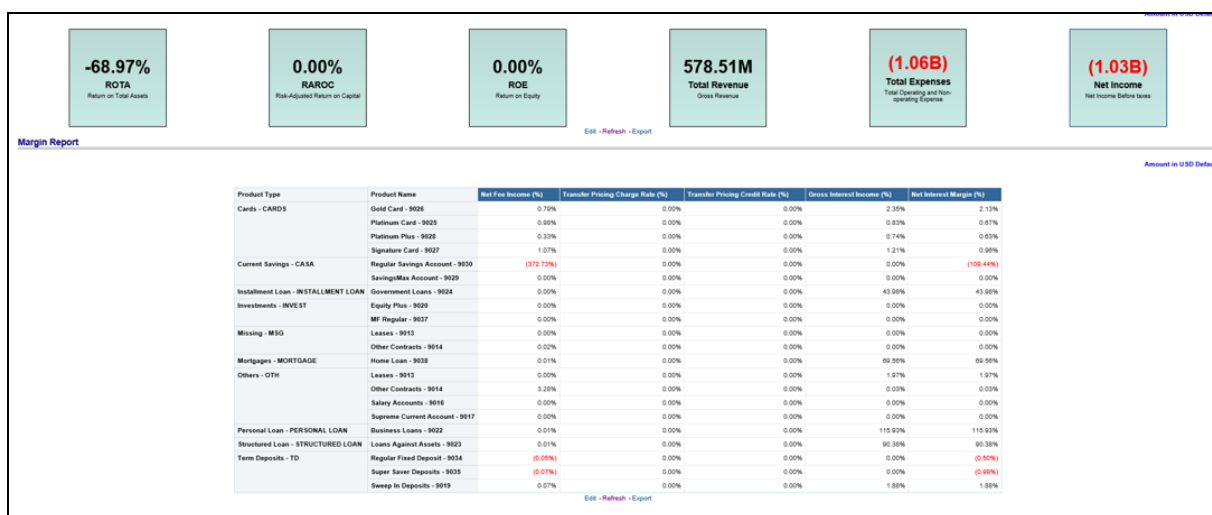 Amount in USD Defau
-68.97%
ROTA
Return on Total Assets
0.00%
RAROC
Risk-Adjusted Return on Capital
0.00%
ROE
Return on Equity
578.51M
Total Revenue
Gross Revenue
(1.06B)
Total Expenses
Total Operating and Non-
operating Expense
(1.03B)
Net Income
Net Income Before taxes
Edit - Refresh - Export
Margin Report
Amount in USD Defau
Product Type Product Name Net Fee Income (%) Transfer Pricing Charge Rate (%) Transfer Pricing Credit Rate (%) Gross Interest Income (%) Net Interest Margin (%)
Cards - CARDS Gold Card - 9026 0.79% 0.00% 0.00% 2.36% 2.13%
Platinum Card - 9025 0.98% 0.00% 0.00% 0.83% 0.67%
Platinum Plus - 9028 0.33% 0.00% 0.00% 0.74% 0.63%
Signature Card - 9027 1.07% 0.00% 0.00% 1.21% 0.96%
Current Savings - CASA Regular Savings Account - 9030 (372.73%) 0.00% 0.00% 0.00% (109.44%)
SavingsMax Account - 9029 0.00% 0.00% 0.00% 0.00% 0.00%
Installment Loan - INSTALLMENT LOAN Government Loans - 9024 0.00% 0.00% 0.00% 43.98% 43.98%
Investments - INVEST Equity Plus - 9020 0.00% 0.00% 0.00% 0.00% 0.00%
MF Regular - 9037 0.00% 0.00% 0.00% 0.00% 0.00%
Missing - MSG Leases - 9013 0.00% 0.00% 0.00% 0.00% 0.00%
Other Contracts - 9014 0.02% 0.00% 0.00% 0.00% 0.00%
Mortgages - MORTGAGE Home Loan - 9038 0.01% 0.00% 0.00% 69.56% 69.56%
Others - OTH Leases - 9013 0.00% 0.00% 0.00% 1.97% 1.97%
Other Contracts - 9014 3.28% 0.00% 0.00% 0.03% 0.03%
Salary Accounts - 9016 0.00% 0.00% 0.00% 0.00% 0.00%
Supreme Current Account - 9017 0.00% 0.00% 0.00% 0.00% 0.00%
Personal Loan - PERSONAL LOAN Business Loans - 9022 0.01% 0.00% 0.00% 115.93% 115.93%
Structured Loan - STRUCTURED LOAN Loans Against Assets - 9023 0.01% 0.00% 0.00% 90.38% 90.38%
Term Deposits - TD Regular Fixed Deposit - 9034 (0.05%) 0.00% 0.00% 0.00% (0.50%)
Super Saver Deposits - 9035 (0.07%) 0.00% 0.00% 0.00% (0.99%)
Sweep In Deposits - 9019 0.07% 0.00% 0.00% 1.88% 1.88%
Edit - Refresh - Export